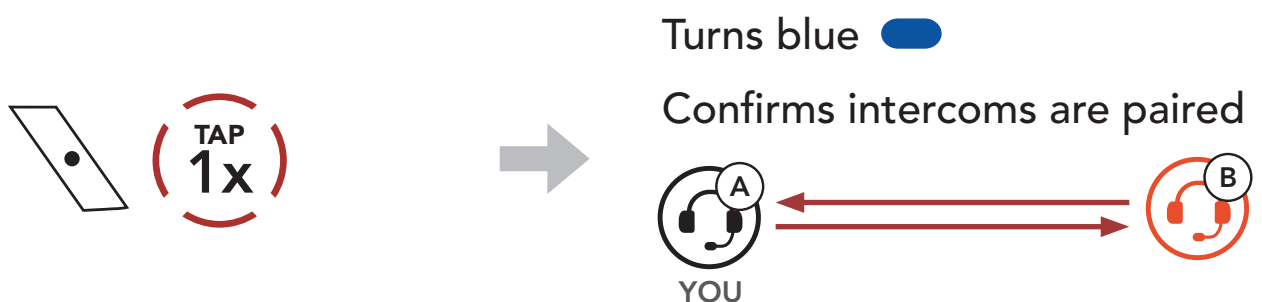 Turns blue
Confirms intercoms are paired
TAP
1x
A
B
YOU